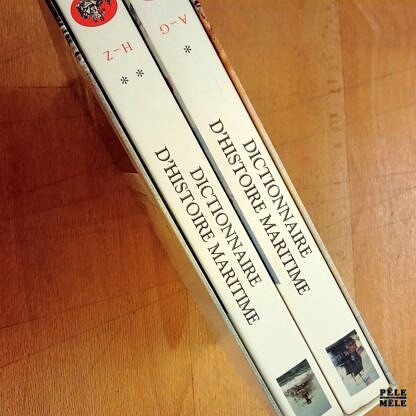 A-G
*
DICTIONNAIRE
D'HISTOIRE MARITIME
H-Z
**
DICTIONNAIRE
D'HISTOIRE MARITIME
PÊLE
MÊLE